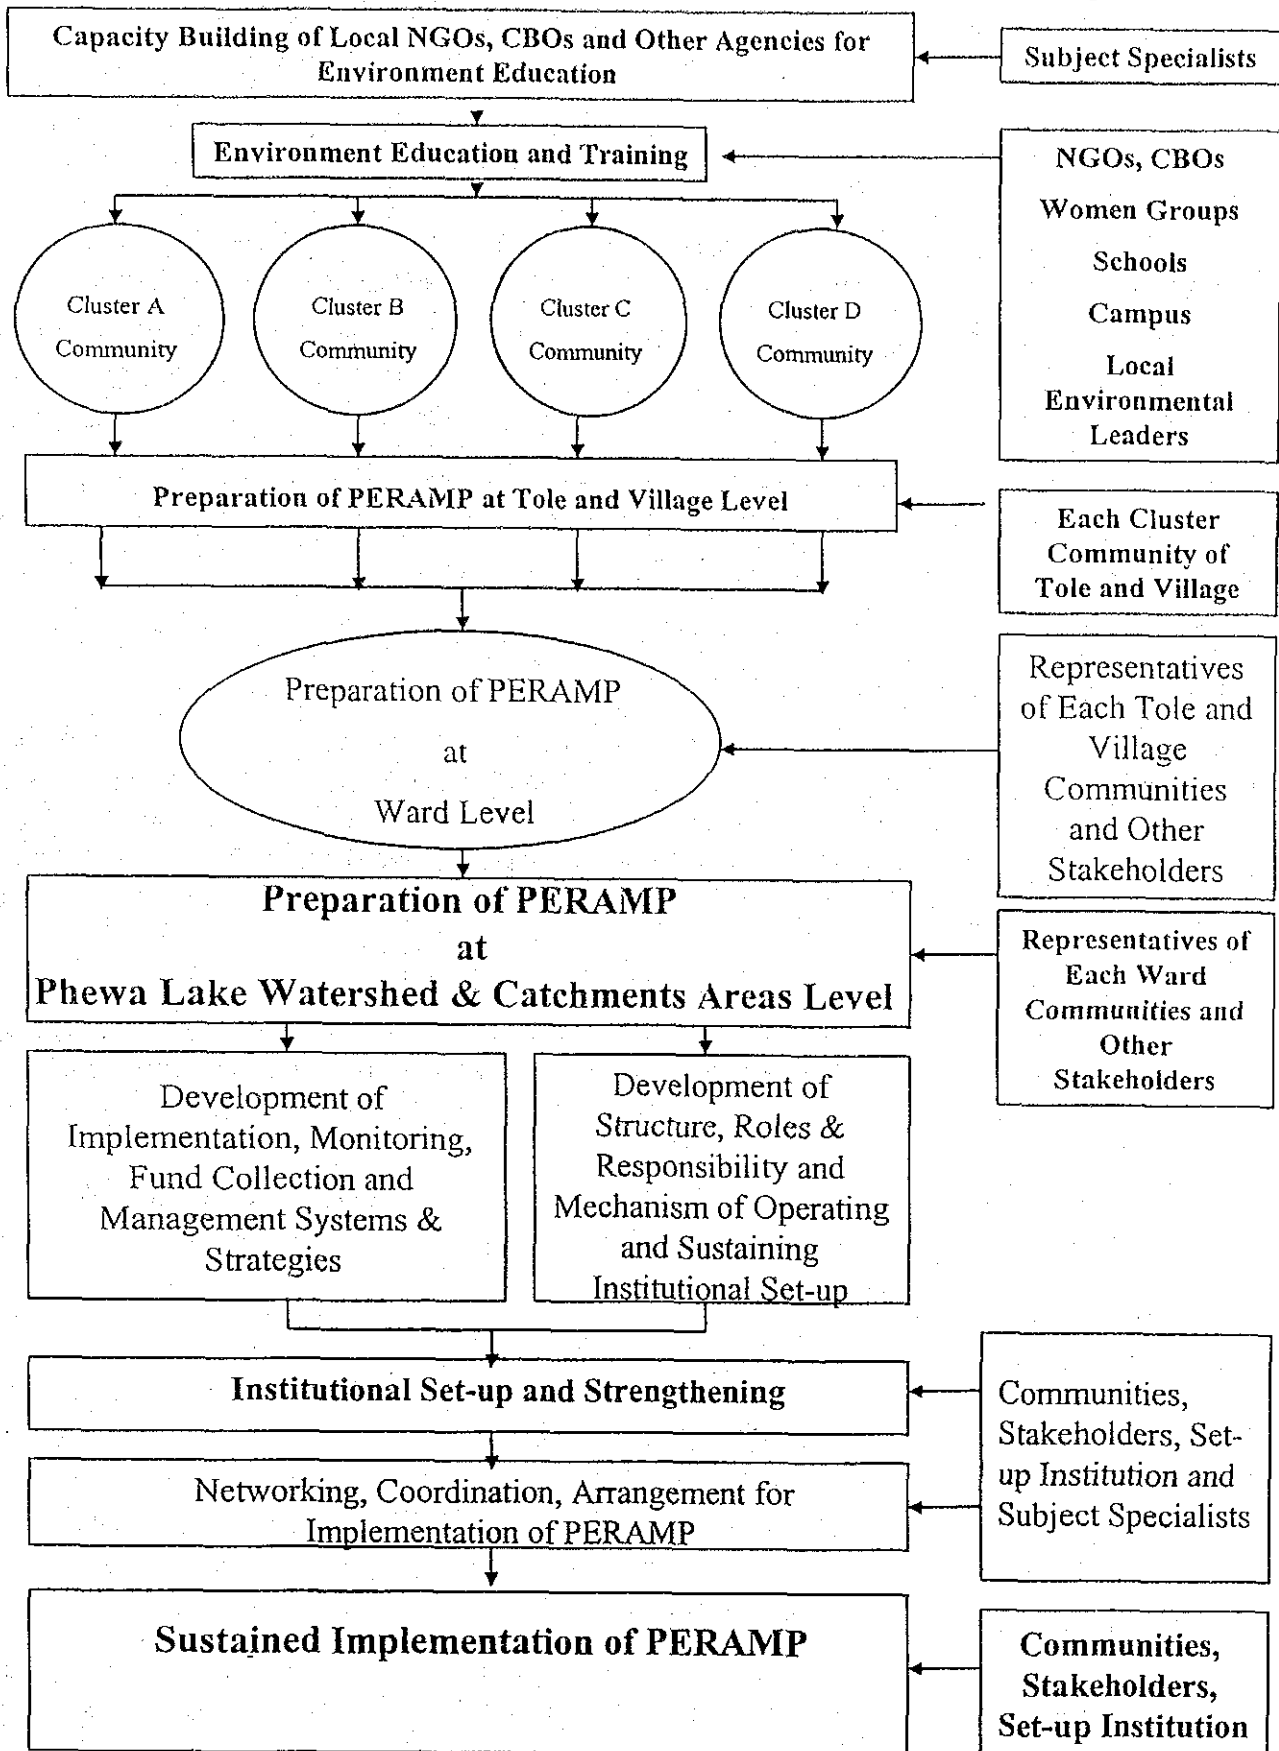 Capacity Building of Local NGOs, CBOs and Other Agencies for
Environment Education
Subject Specialists
Environment Education and Training
NGOs, CBOs
Women Groups
Schools
Campus
Local
Environmental
Leaders
Cluster A
Community
Cluster B
Community
Cluster C
Community
Cluster D
Community
Preparation of PERAMP at Tole and Village Level
Each Cluster
Community of
Tole and Village
Preparation of PERAMP
at
Ward Level
Representatives
of Each Tole and
Village
Communities
and Other
Stakeholders
Preparation of PERAMP
at
Phewa Lake Watershed & Catchments Areas Level
Representatives of
Each Ward
Communities and
Other
Stakeholders
Development of
Implementation, Monitoring,
Fund Collection and
Management Systems &
Strategies
Development of
Structure, Roles &
Responsibility and
Mechanism of Operating
and Sustaining
Institutional Set-up
Institutional Set-up and Strengthening
Communities,
Stakeholders, Set-
up Institution and
Subject Specialists
Networking, Coordination, Arrangement for
Implementation of PERAMP
Sustained Implementation of PERAMP
Communities,
Stakeholders,
Set-up Institution